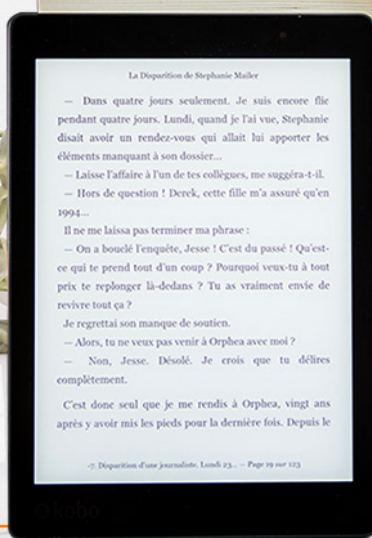 La Disparition de Stephanie Mailer
— Dans quatre jours seulement. Je suis encore flic
pendant quatre jours. Lundi, quand je l'ai vue, Stephanie
disait avoir un rendez-vous qui allait lui apporter les
éléments manquant à son dossier...
— Laisse l'affaire à l'un de tes collègues, me suggéra-t-il.
— Hors de question ! Derek, cette fille m'a assuré qu'en
1994...
Il ne me laissa pas terminer ma phrase :
— On a bouclé l'enquête, Jesse ! C'est du passé ! Qu'est-
ce qui te prend tout d'un coup ? Pourquoi veux-tu à tout
prix te replonger là-dedans ? Tu as vraiment envie de
revivre tout ça ?
Je regrettai son manque de soutien.
— Alors, tu ne veux pas venir à Orphea avec moi ?
— Non, Jesse. Désolé. Je crois que tu délires
complètement.
C'est donc seul que je me rendis à Orphea, vingt ans
après y avoir mis les pieds pour la dernière fois. Depuis le
-7. Disparition d'une journaliste. Lundi 23... — Page 19 sur 123
kobo